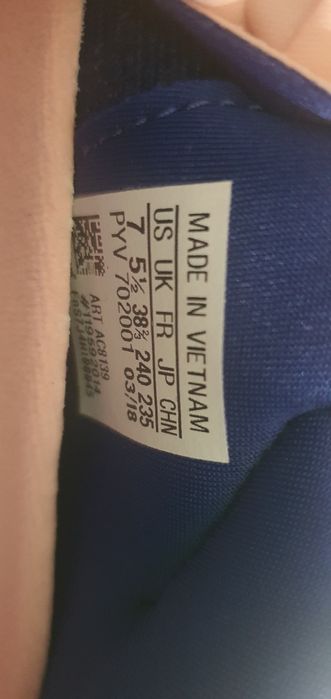 MADE IN VIETNAM
US UK FR JP CHN
7 5½ 38⅔ 240 235
PYV 702001 03/18
ART AC8139